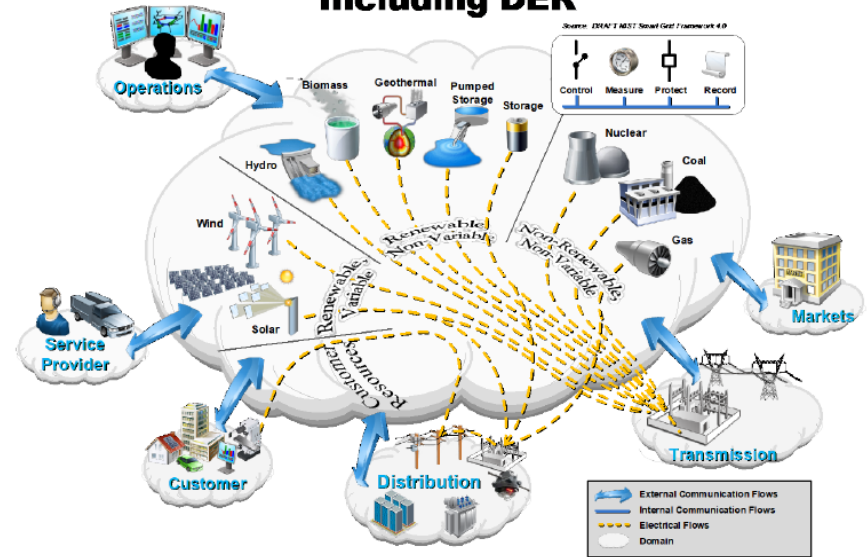 Including DER
Source: DRAFT NIST Smart Grid Framework 4.0
Control
Measure
Protect
Record
Operations
Biomass
Geothermal
Pumped
Storage
Storage
Nuclear
Coal
Hydro
Wind
Gas
Solar
Renewable,
Variable
Renewable,
Non-Variable
Non-Renewable,
Non-Variable
Customer
Resources
Markets
Service
Provider
Transmission
Customer
Distribution
External Communication Flows
Internal Communication Flows
Electrical Flows
Domain